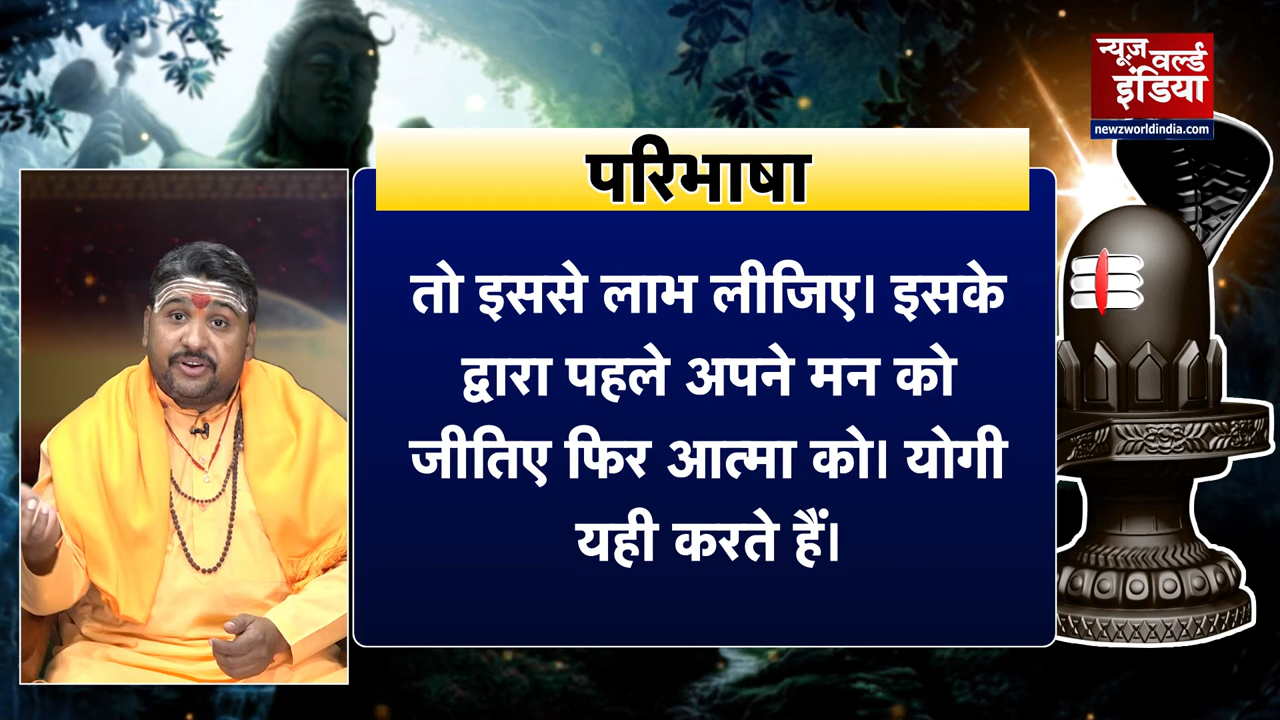 न्यूज़ वर्ल्ड
इंडिया
newzworldindia.com
परिभाषा
तो इससे लाभ लीजिए। इसके
द्वारा पहले अपने मन को
जीतिए फिर आत्मा को। योगी
यही करते हैं।